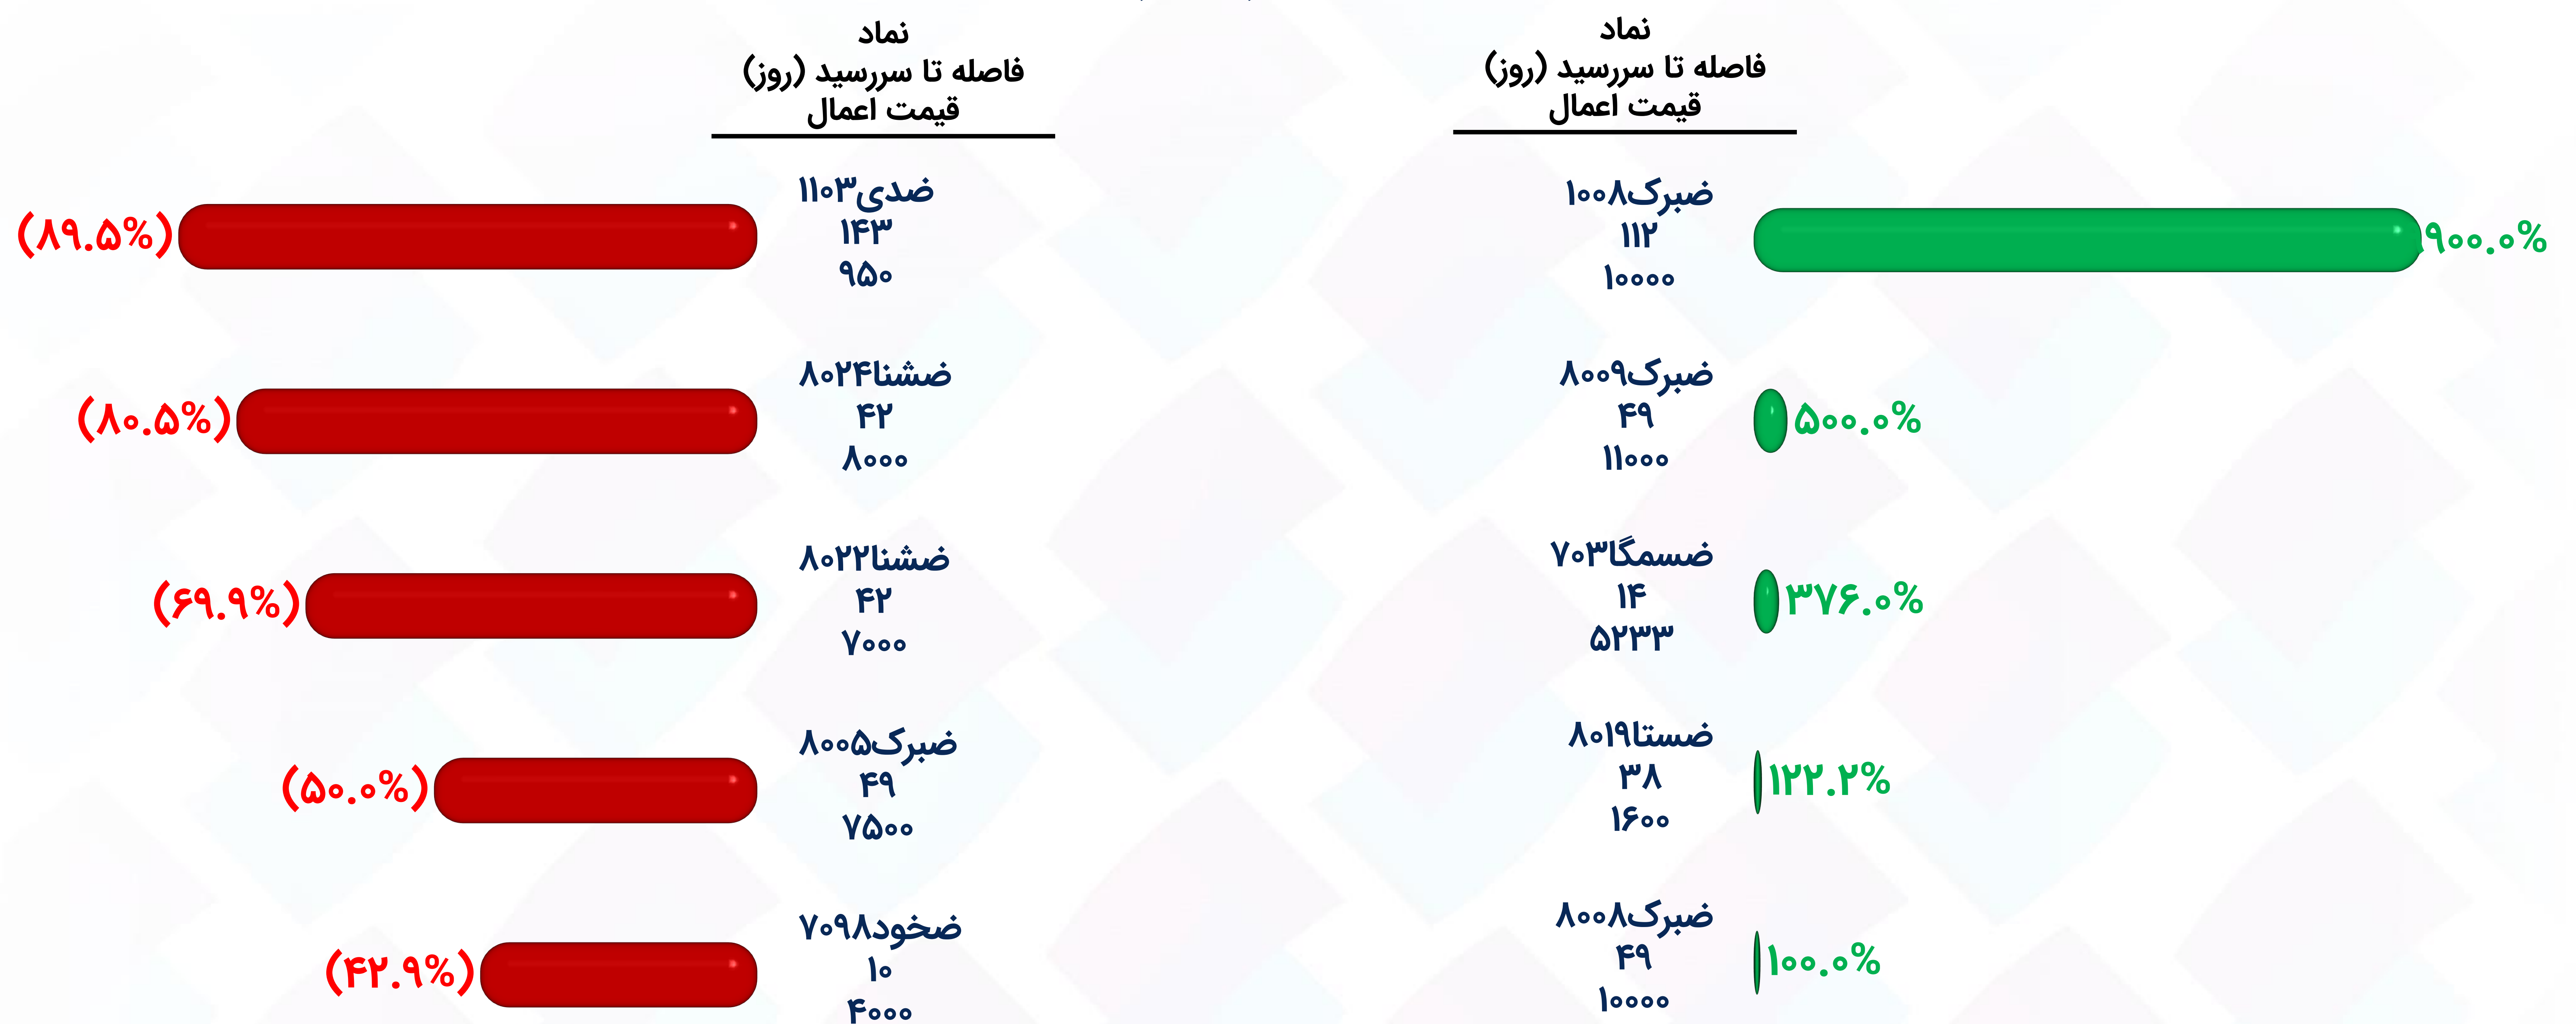 نماد
فاصله تا سررسید (روز)
قیمت اعمال
ضبرک۱۰۰۸
۱۱۲
۱۰۰۰۰
ضبرک۸۰۰۹
۴۹
۱۱۰۰۰
۵۰۰.۰%
ضسمگا۷۰۳
۱۴
۵۲۳۳
۳۷۶.۰%
ضستا۸۰۱۹
۳۸
۱۶۰۰
۱۲۲.۲%
ضبرک۸۰۰۸
۴۹
۱۰۰۰۰
۱۰۰.۰%
نماد
فاصله تا سررسید (روز)
قیمت اعمال
ضدی۱۱۰۳
۱۴۳
۹۵۰
(۸۹.۵%)
ضشنا۸۰۲۴
۴۲
۸۰۰۰
(۸۰.۵%)
ضشنا۸۰۲۲
۴۲
۷۰۰۰
(۶۹.۹%)
ضبرک۸۰۰۵
۴۹
۷۵۰۰
(۵۰.۰%)
ضخود۷۰۹۸
۱۰
۴۰۰۰
(۴۲.۹%)